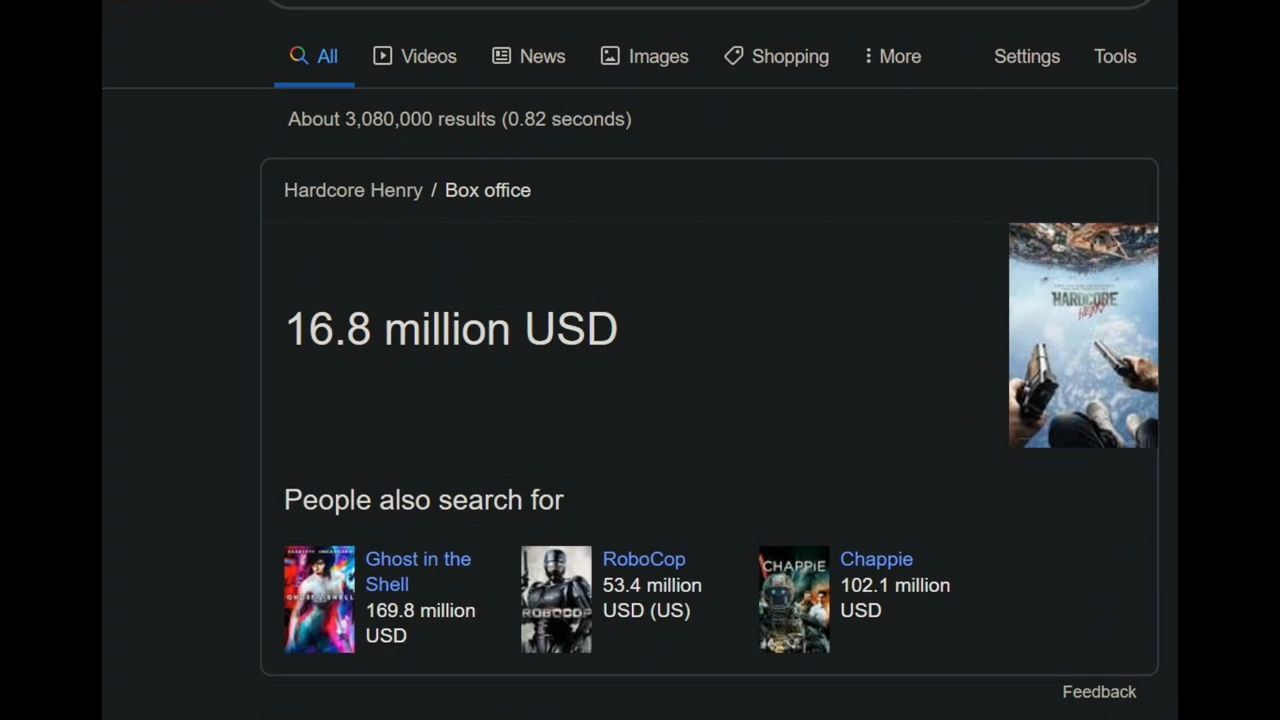 All Videos News Images Shopping More Settings Tools
About 3,080,000 results (0.82 seconds)
Hardcore Henry / Box office
HARDCORE
HENRY
16.8 million USD
People also search for
Ghost in the
Shell
169.8 million
USD
ROBOCOP
RoboCop
53.4 million
USD (US)
CHAPPiE
Chappie
102.1 million
USD
Feedback